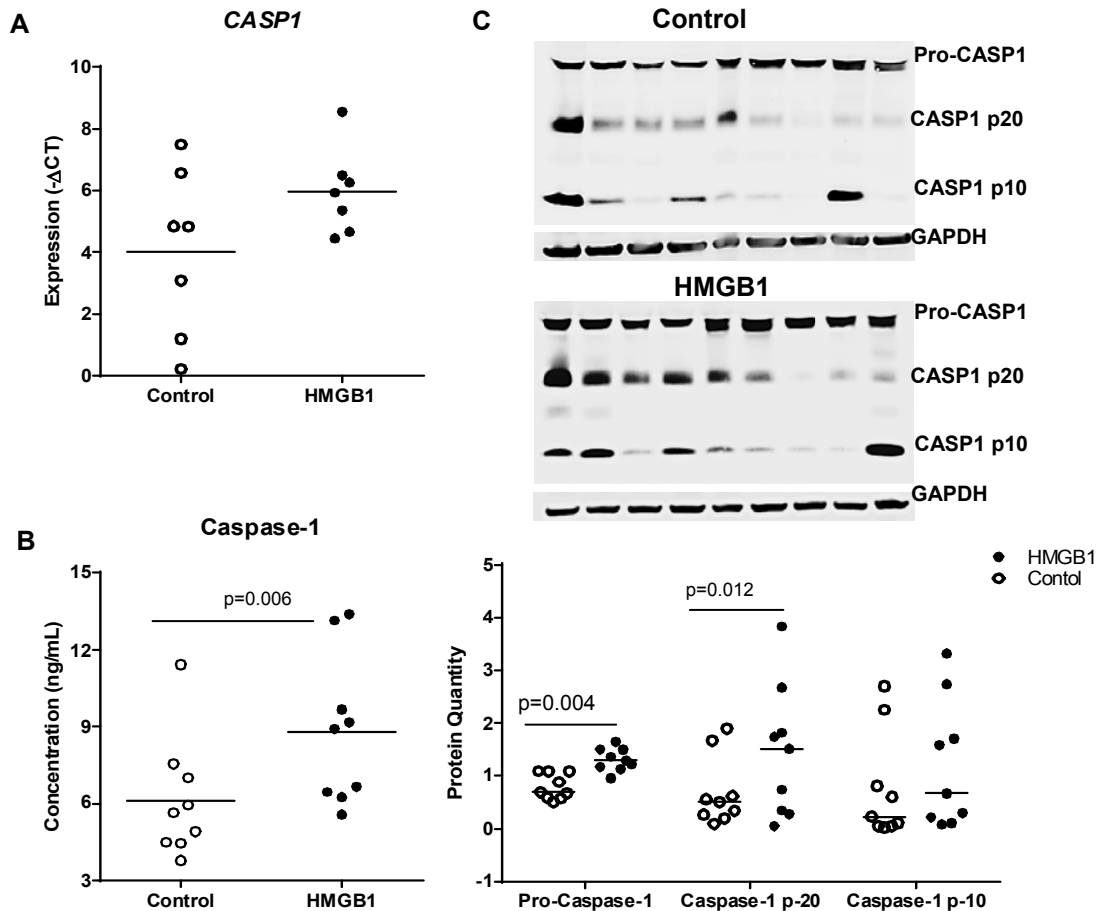 A
CASP1
Expression (-ΔCT)
10
8
6
4
2
0
Control
HMGB1
C
Control
Pro-CASP1
CASP1 p20
CASP1 p10
GAPDH
HMGB1
Pro-CASP1
CASP1 p20
CASP1 p10
GAPDH
B
Caspase-1
Concentration (ng/mL)
15
12
9
6
3
p=0.006
Control
HMGB1
HMGB1
Contol
Protein Quantity
5
4
3
2
1
0
-1
p=0.004
p=0.012
Pro-Caspase-1
Caspase-1 p-20
Caspase-1 p-10